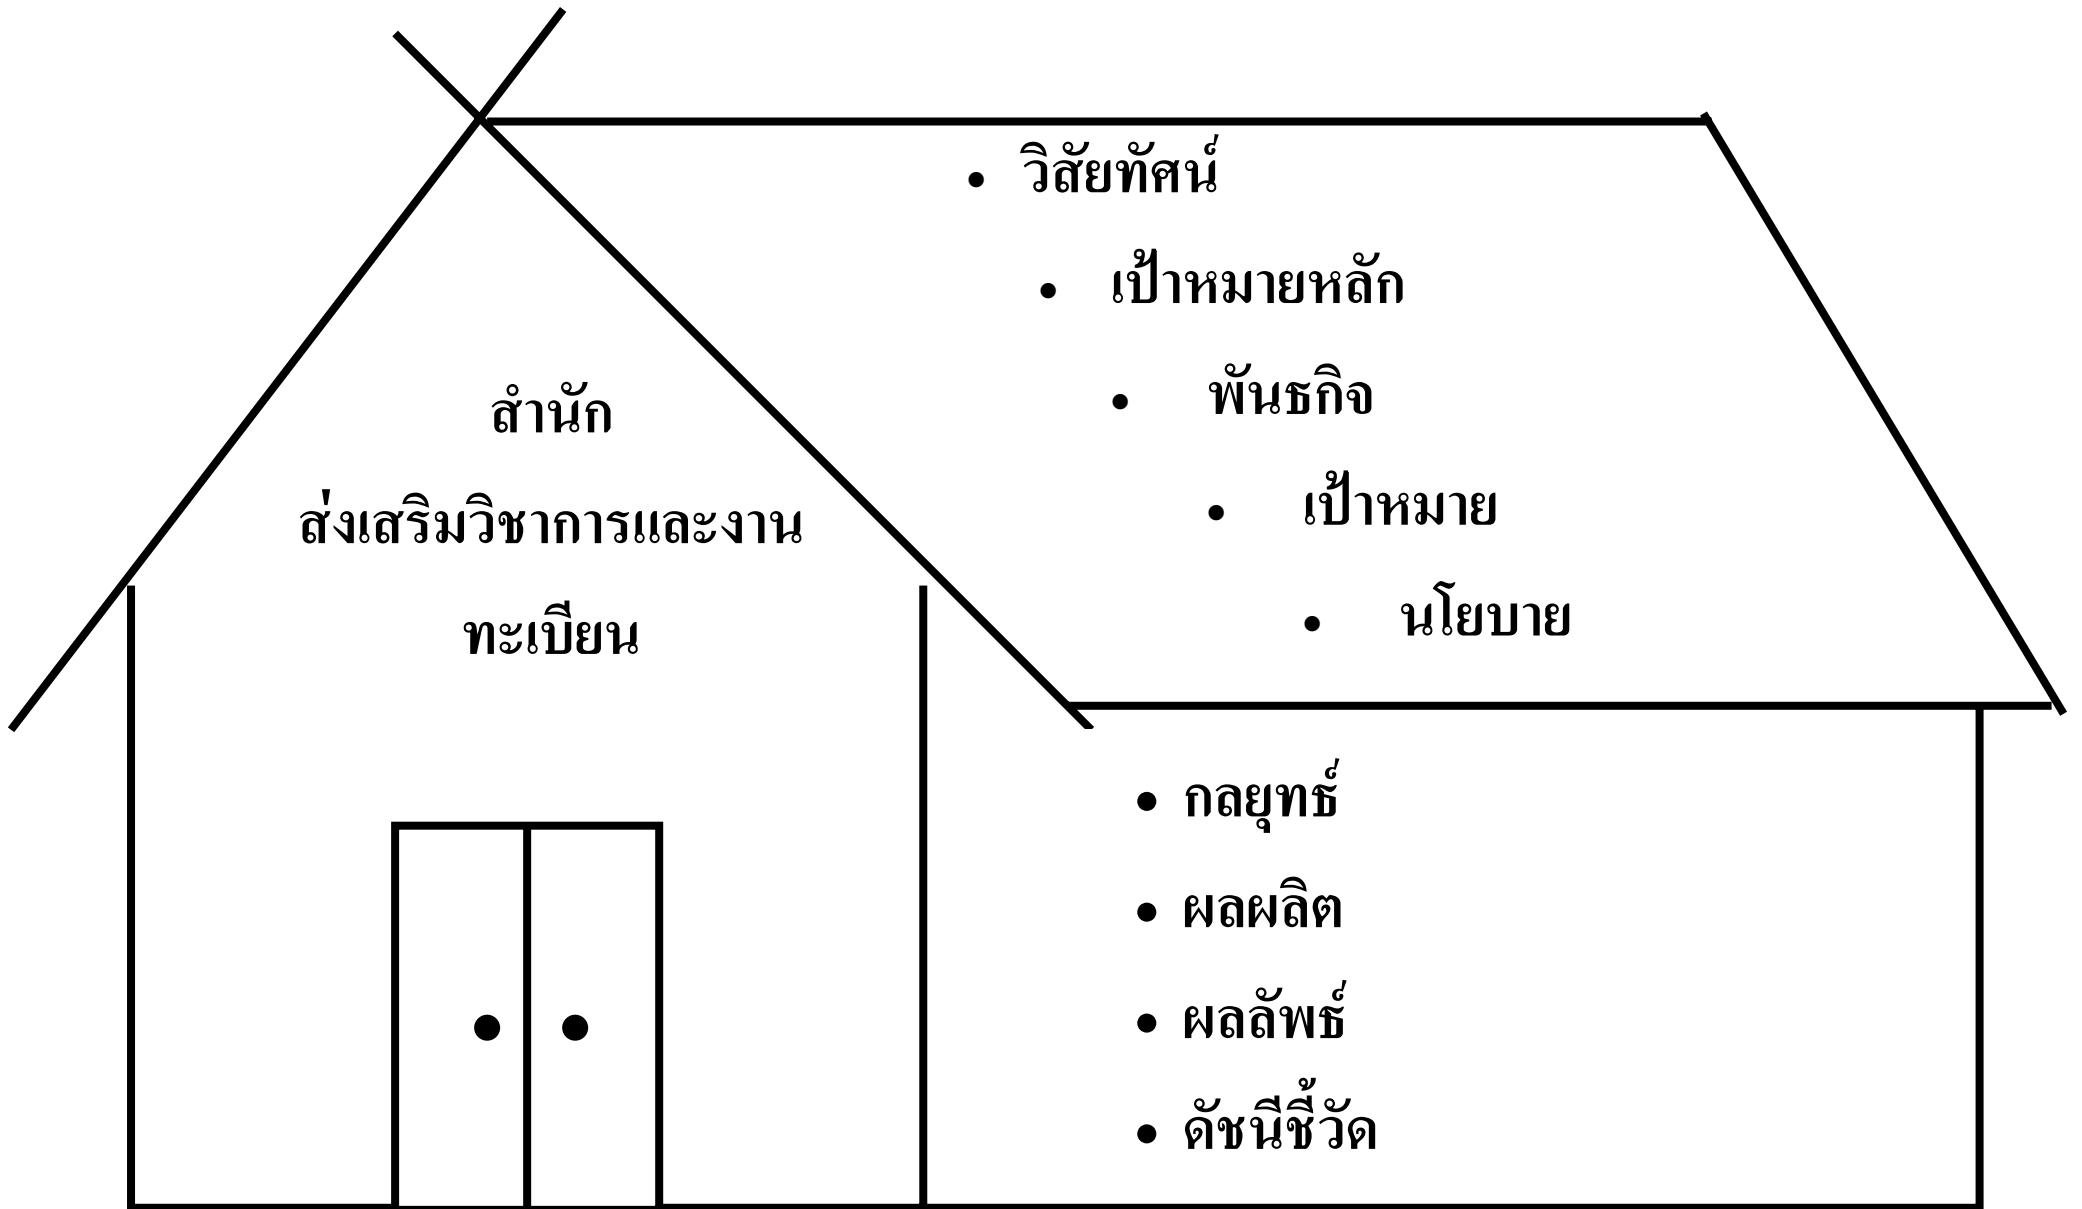 สำนัก
ส่งเสริมวิชาการและงาน
ทะเบียน
• วิสัยทัศน์
• เป้าหมายหลัก
• พันธกิจ
• เป้าหมาย
• นโยบาย
• กลยุทธ์
• ผลผลิต
• ผลลัพธ์
• ดัชนีชี้วัด